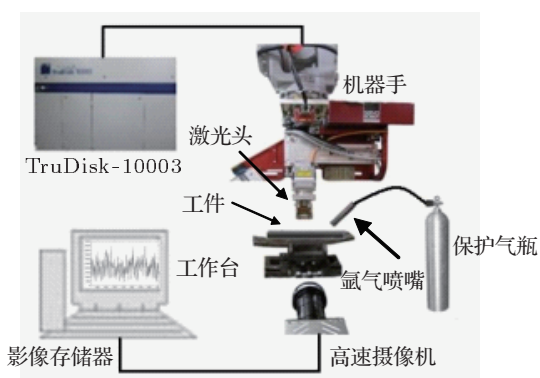 机器手
TruDisk-10003
激光头
工件
保护气瓶
工作台
氩气喷嘴
影像存储器
高速摄像机